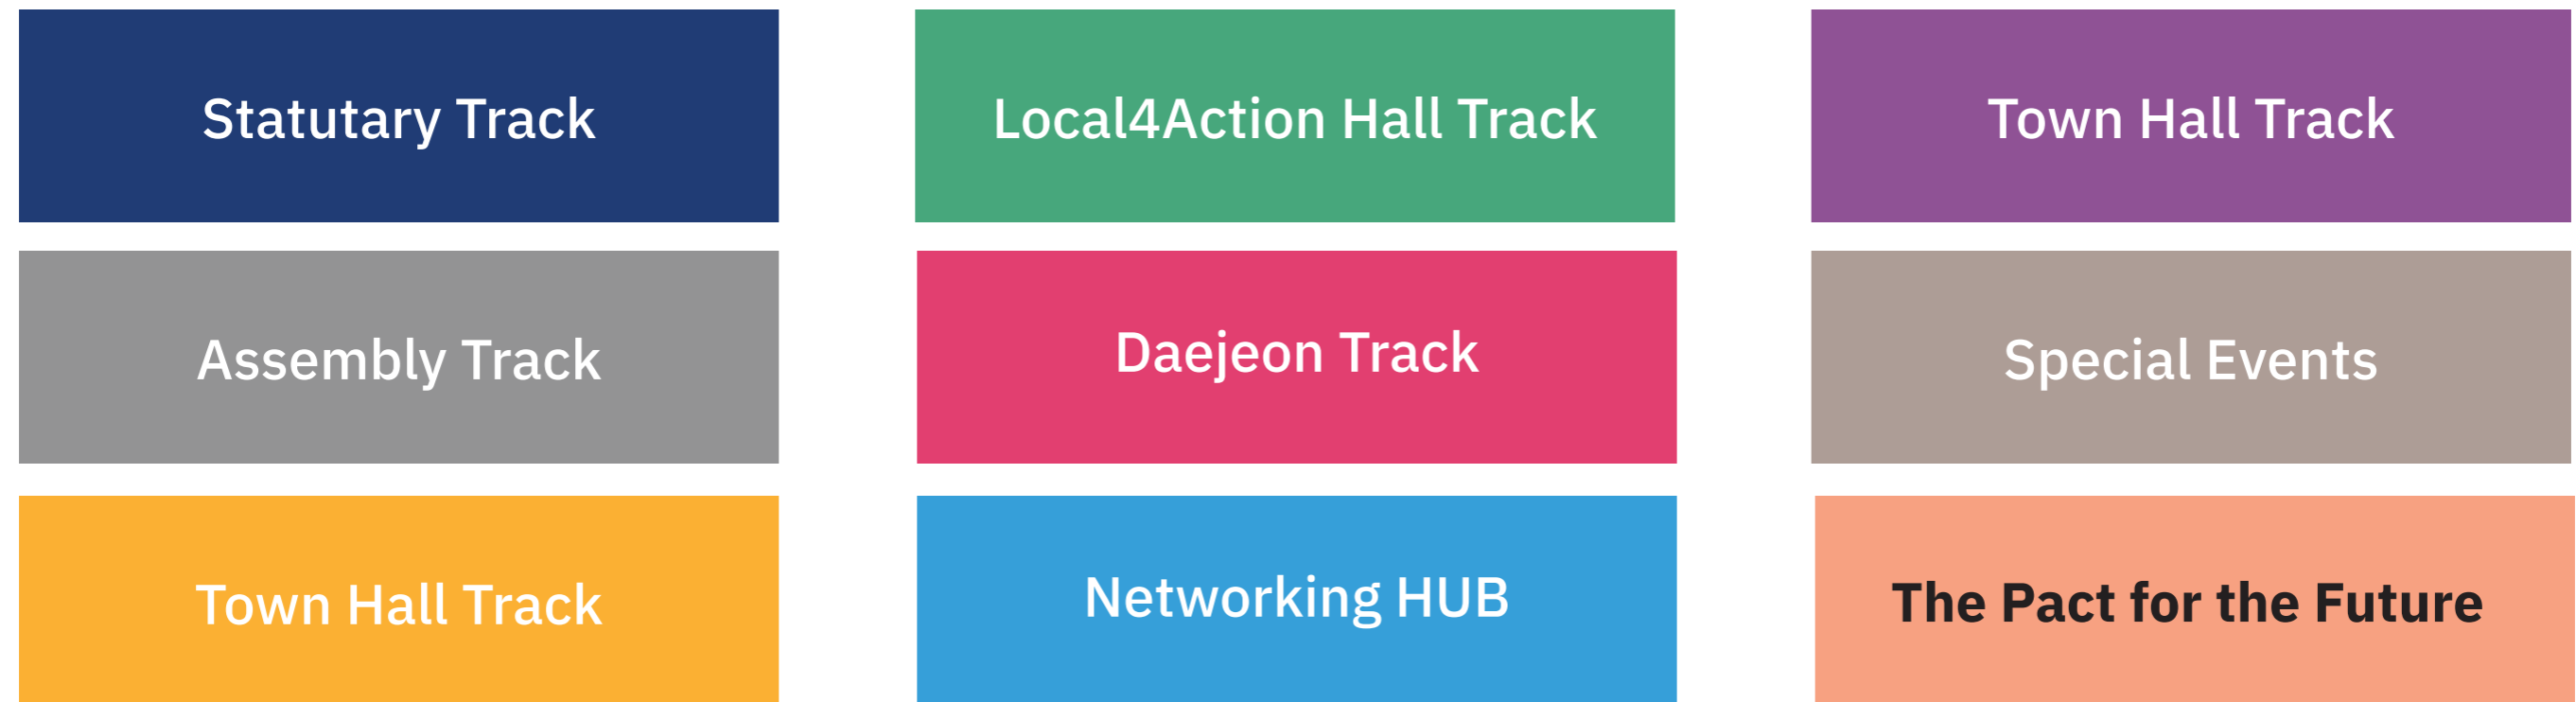 Statutary Track
Local4Action Hall Track
Town Hall Track
Assembly Track
Daejeon Track
Special Events
Town Hall Track
Networking HUB
The Pact for the Future